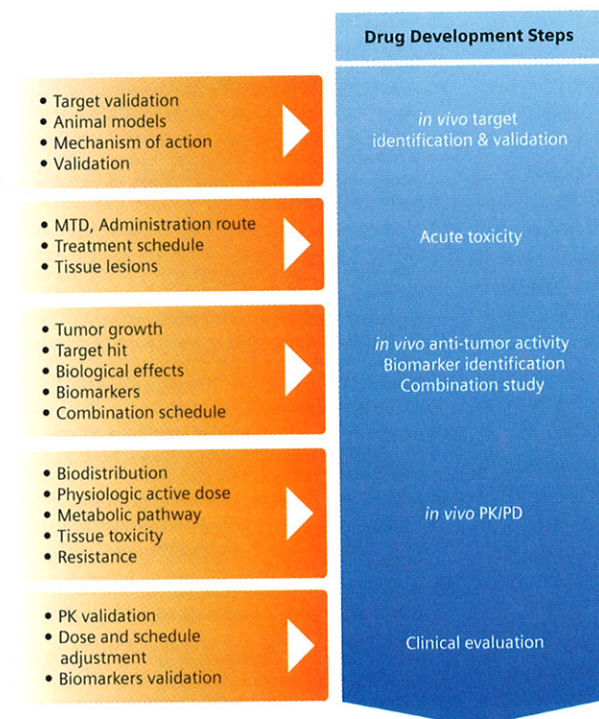 Drug Development Steps
• Target validation
• Animal models
• Mechanism of action
• Validation
in vivo target
identification & validation
• MTD, Administration route
• Treatment schedule
• Tissue lesions
Acute toxicity
• Tumor growth
• Target hit
• Biological effects
• Biomarkers
• Combination schedule
in vivo anti-tumor activity
Biomarker identification
Combination study
• Biodistribution
• Physiologic active dose
• Metabolic pathway
• Tissue toxicity
• Resistance
in vivo PK/PD
• PK validation
• Dose and schedule
adjustment
• Biomarkers validation
Clinical evaluation